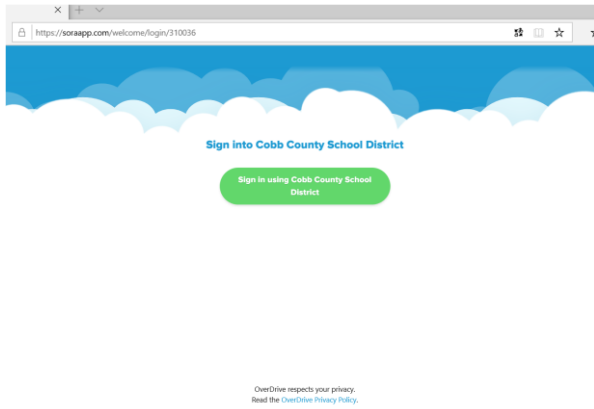 https://soraapp.com/welcome/login/310036
Sign into Cobb County School District
Sign in using Cobb County School
District
OverDrive respects your privacy.
Read the OverDrive Privacy Policy.